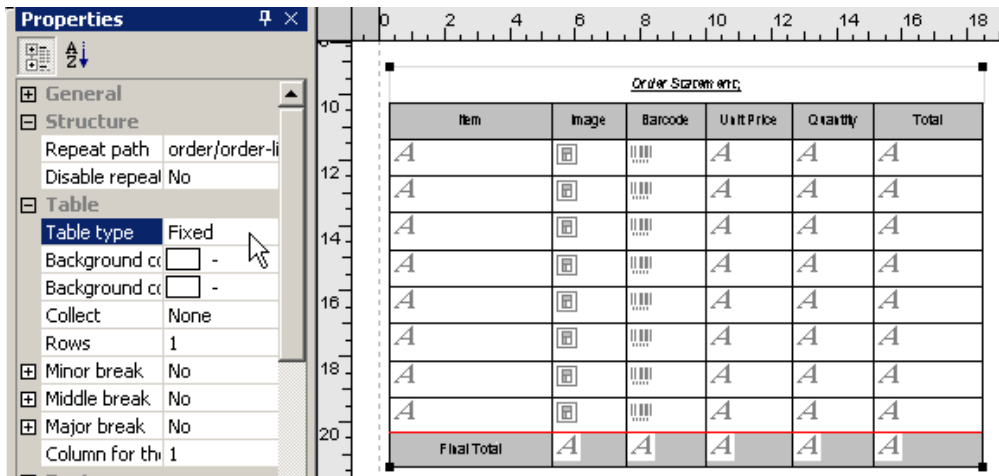 Properties
General
Structure
Repeat path order/order-li
Disable repeat No
Table
Table type Fixed
Background co -
Background co -
Collect None
Rows 1
Minor break No
Middle break No
Major break No
Column for the 1
0 2 4 6 8 10 12 14 16 18
10
12
14
16
18
20
Order Statement;
Item Image Barcode Unit Price Quantity Total
A A A A
A A A A
A A A A
A A A A
A A A A
A A A A
A A A A
A A A A
Final Total A A A A A